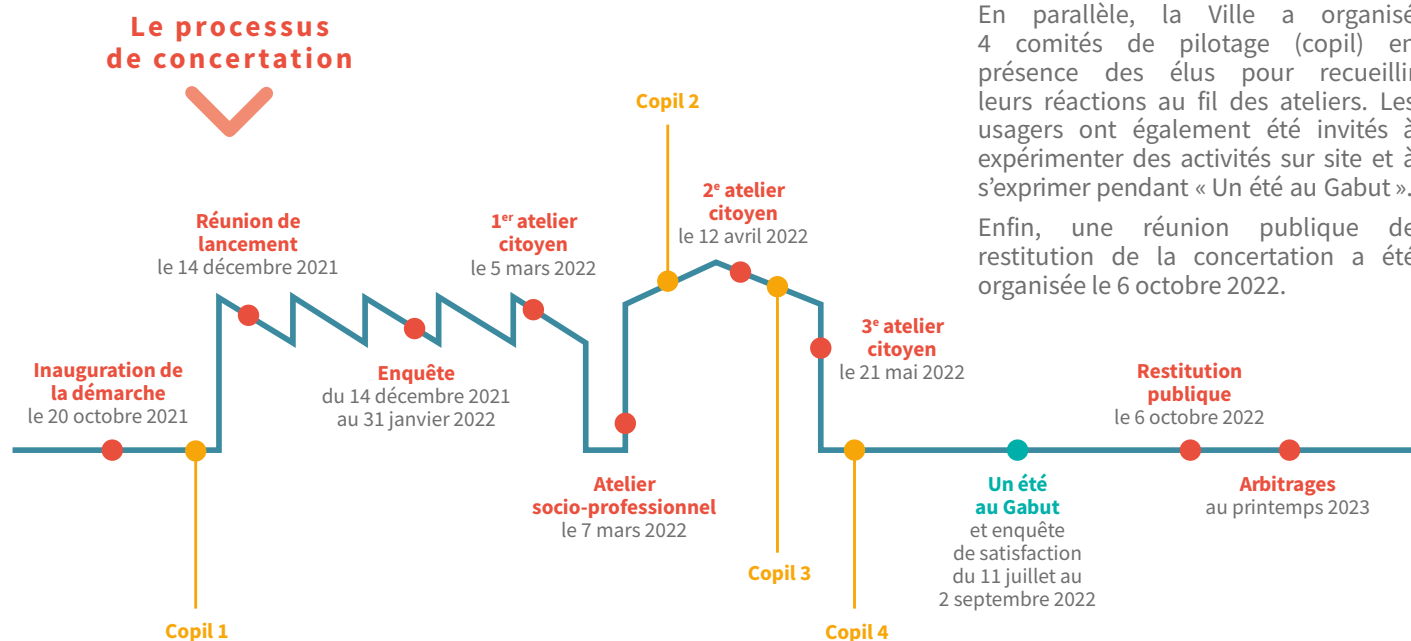 Le processus
de concertation
En parallèle, la Ville a organisé
4 comités de pilotage (copil) en
présence des élus pour recueillir
leurs réactions au fil des ateliers. Les
usagers ont également été invités à
expérimenter des activités sur site et à
s'exprimer pendant « Un été au Gabut ».
Enfin, une réunion publique de
restitution de la concertation a été
organisée le 6 octobre 2022.
Inauguration de
la démarche
le 20 octobre 2021
Copil 1
Réunion de
lancement
le 14 décembre 2021
Enquête
du 14 décembre 2021
au 31 janvier 2022
1er atelier
citoyen
le 5 mars 2022
Atelier
socio-professionnel
le 7 mars 2022
Copil 2
2e atelier
citoyen
le 12 avril 2022
Copil 3
3e atelier
citoyen
le 21 mai 2022
Copil 4
Un été
au Gabut
et enquête
de satisfaction
du 11 juillet au
2 septembre 2022
Restitution
publique
le 6 octobre 2022
Arbitrages
au printemps 2023